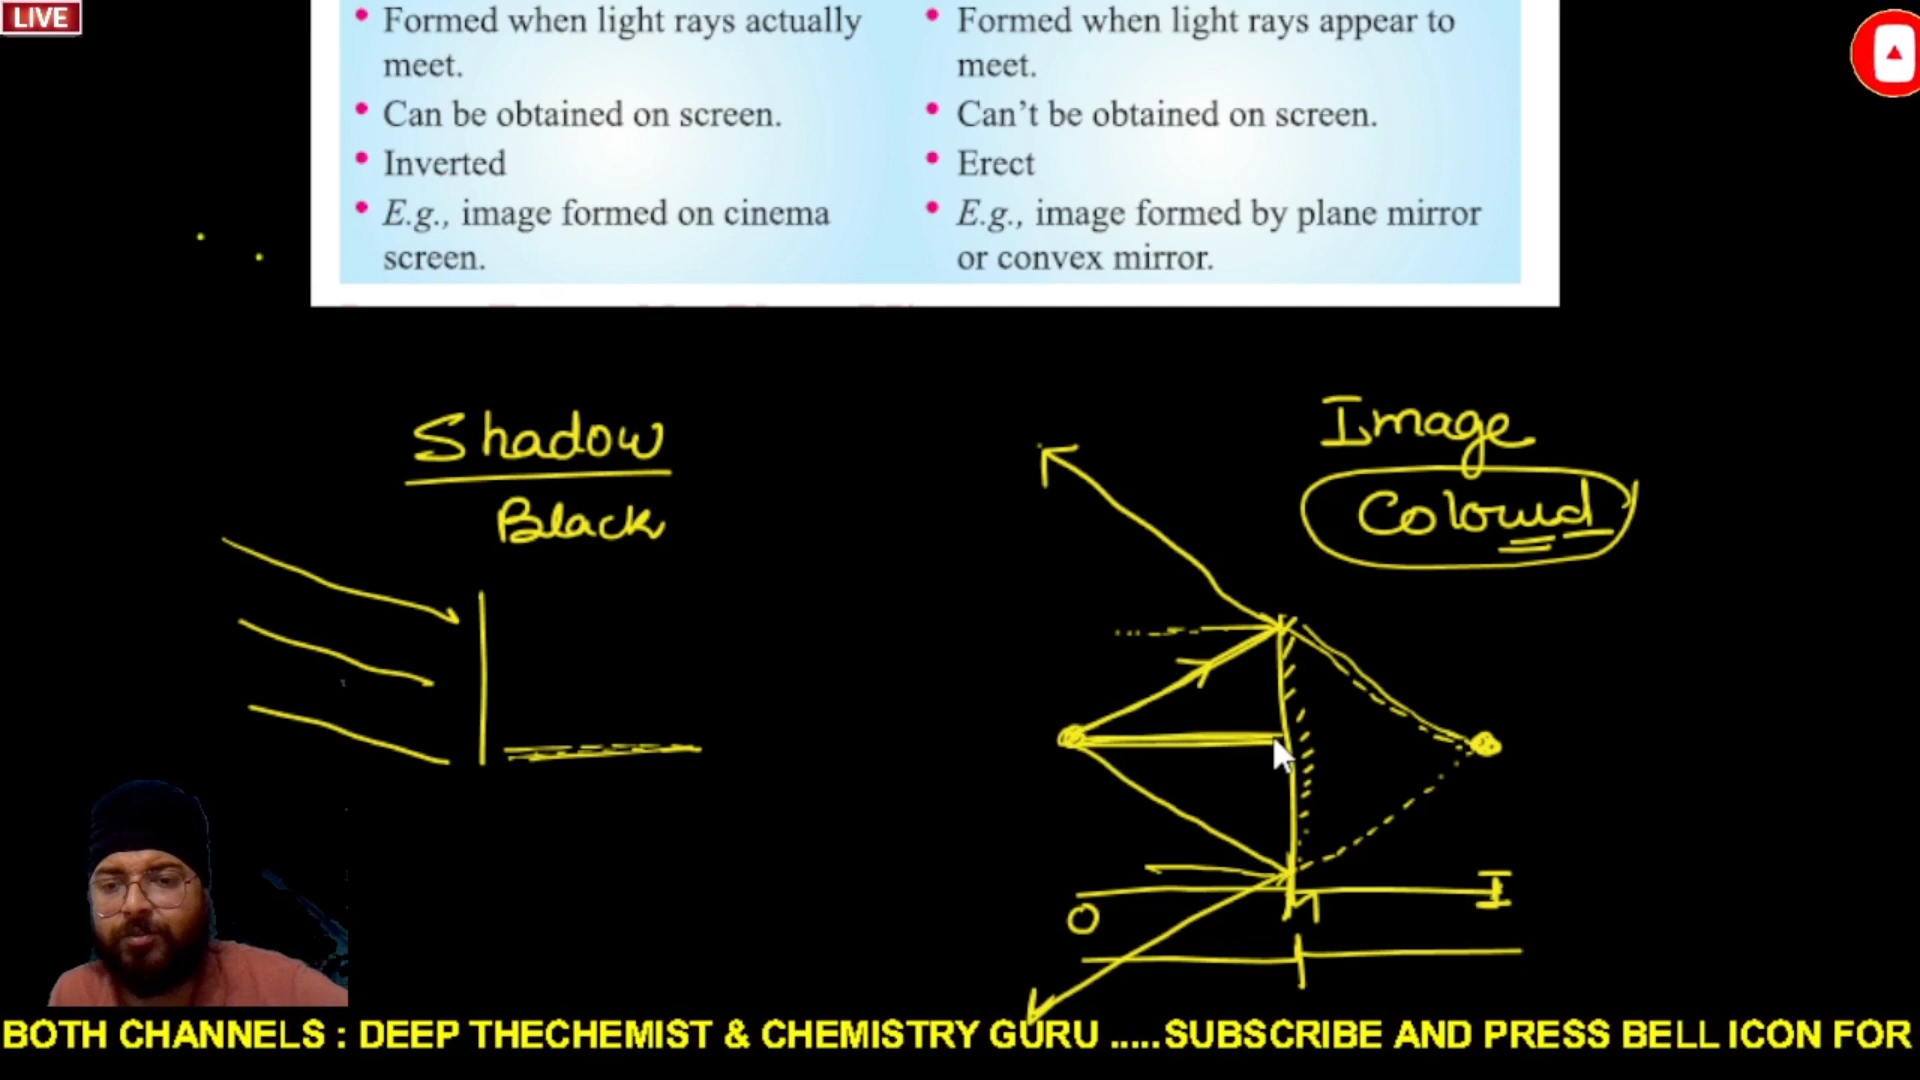 LIVE
Formed when light rays actually
meet.
Can be obtained on screen.
Inverted
E.g., image formed on cinema
screen.
Formed when light rays appear to
meet.
Can't be obtained on screen.
Erect
E.g., image formed by plane mirror
or convex mirror.
Shadow
Black
Image
Coloured
O
I
BOTH CHANNELS : DEEP THECHEMIST & CHEMISTRY GURU .....SUBSCRIBE AND PRESS BELL ICON FOR